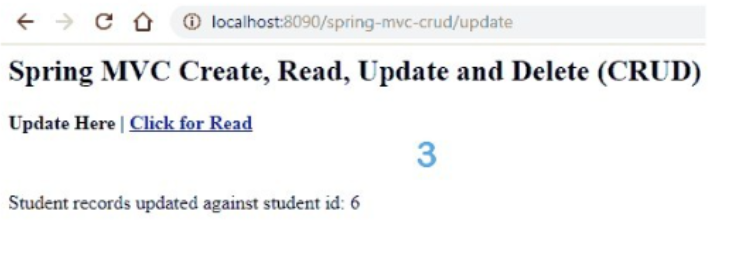 localhost:8090/spring-mvc-crud/update
Spring MVC Create, Read, Update and Delete (CRUD)
Update Here | Click for Read
3
Student records updated against student id: 6